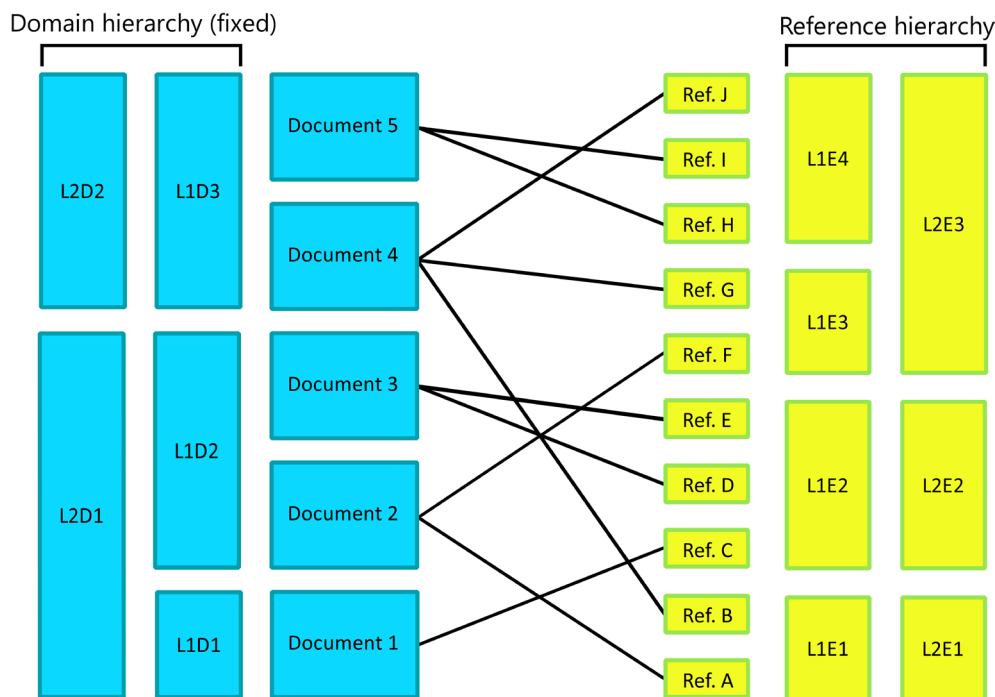 Domain hierarchy (fixed)
Reference hierarchy
L2D2
L1D3
L2D1
L1D2
L1D1
Document 5
Document 4
Document 3
Document 2
Document 1
Ref. J
Ref. I
Ref. H
Ref. G
Ref. F
Ref. E
Ref. D
Ref. C
Ref. B
Ref. A
L1E4
L1E3
L1E2
L1E1
L2E3
L2E2
L2E1